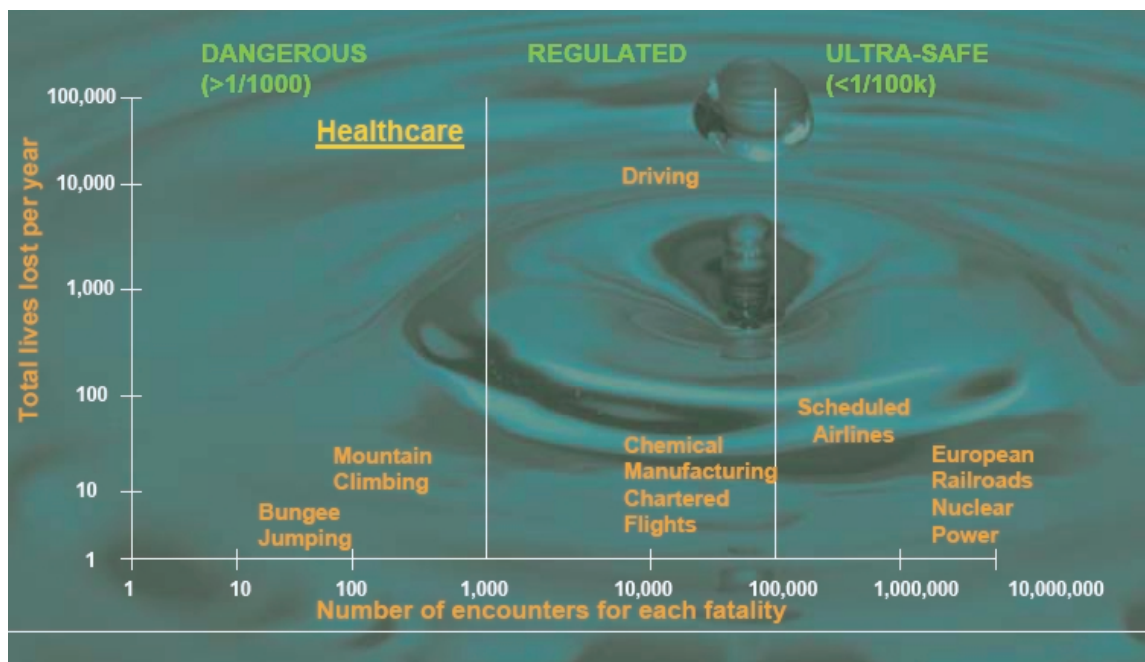 DANGEROUS
(>1/1000)
REGULATED
ULTRA-SAFE
(<1/100k)
Total lives lost per year
100,000
10,000
1,000
100
10
1
Healthcare
Driving
Scheduled
Airlines
Mountain
Climbing
Chemical
Manufacturing
Chartered
Flights
European
Railroads
Nuclear
Power
Bungee
Jumping
1 10 100 1,000 10,000 100,000 1,000,000 10,000,000
Number of encounters for each fatality